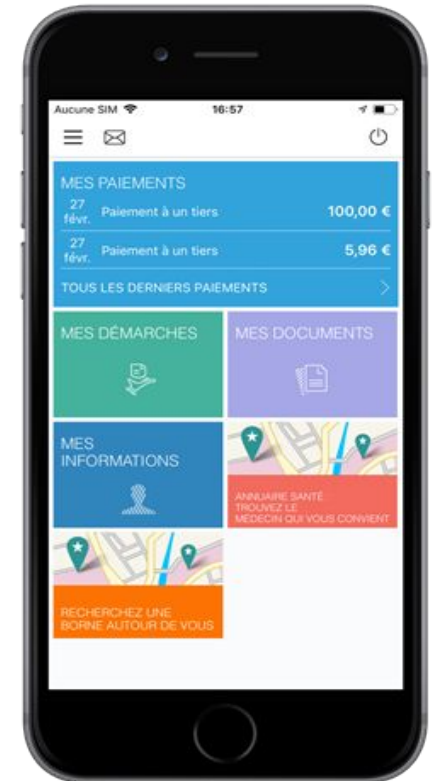 Aucune SIM 16:57
MES PAIEMENTS
27 févr. Paiement à un tiers 100,00 €
27 févr. Paiement à un tiers 5,96 €
TOUS LES DERNIERS PAIEMENTS
MES DÉMARCHES
MES DOCUMENTS
MES
INFORMATIONS
ANNUAIRE SANTÉ
TROUVEZ LE
MÉDECIN QUI VOUS CONVIENT
RECHERCHEZ UNE
BORNE AUTOUR DE VOUS